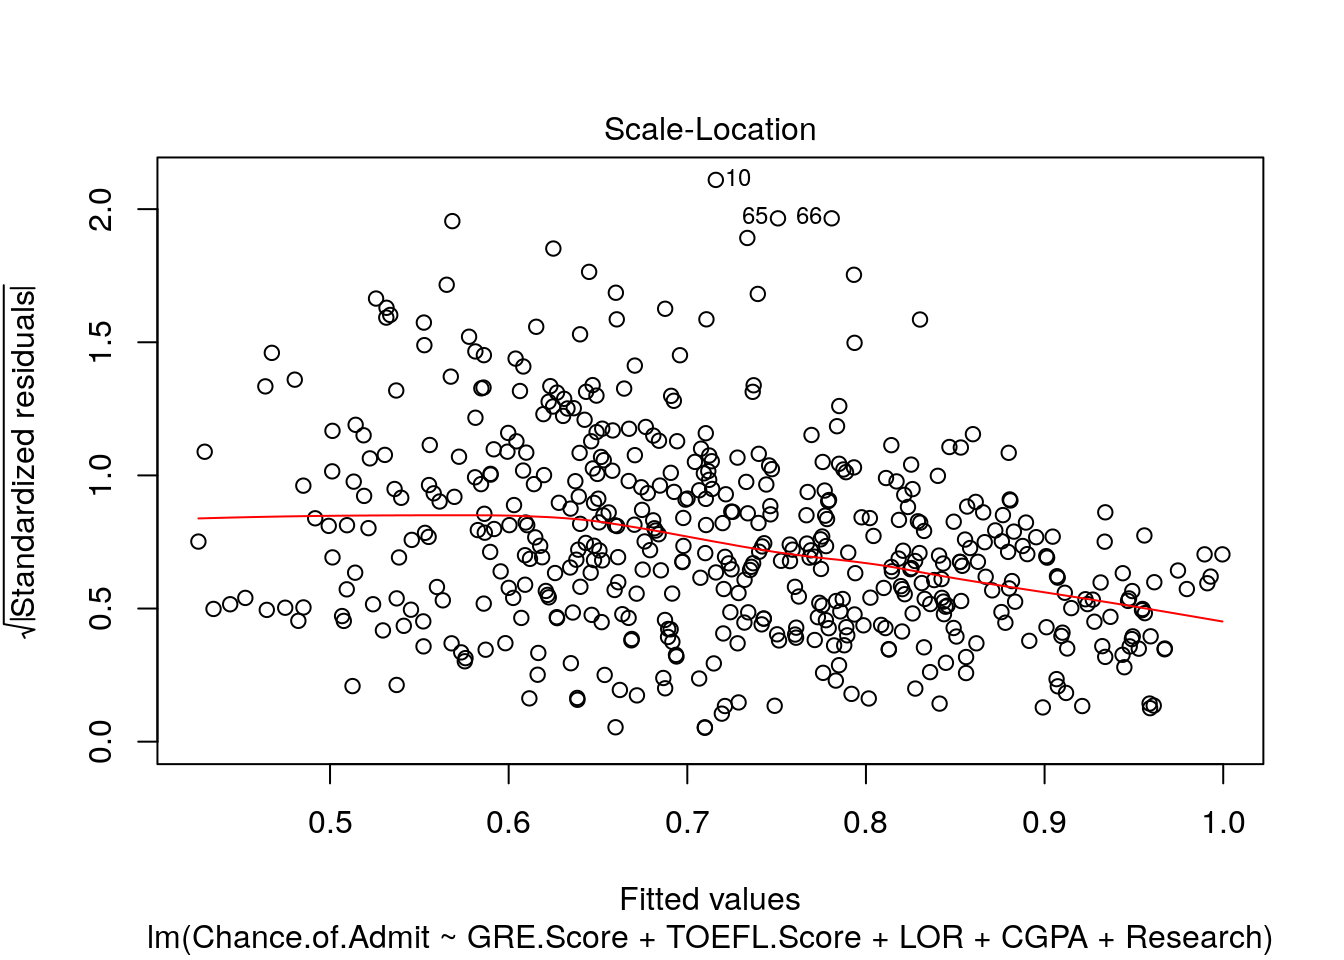 Scale-Location
10
65
66
2.0
1.5
1.0
0.5
0.0
√|Standardized residuals|
0.5 0.6 0.7 0.8 0.9 1.0
Fitted values
lm(Chance.of.Admit ~ GRE.Score + TOEFL.Score + LOR + CGPA + Research)